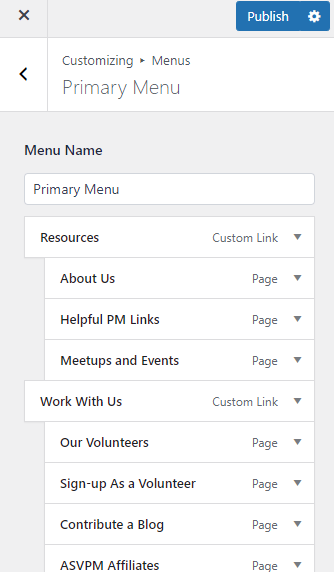 Publish
Customizing ▸ Menus
Primary Menu
Menu Name
Primary Menu
Resources Custom Link
About Us Page
Helpful PM Links Page
Meetups and Events Page
Work With Us Custom Link
Our Volunteers Page
Sign-up As a Volunteer Page
Contribute a Blog Page
ASVPM Affiliates Page